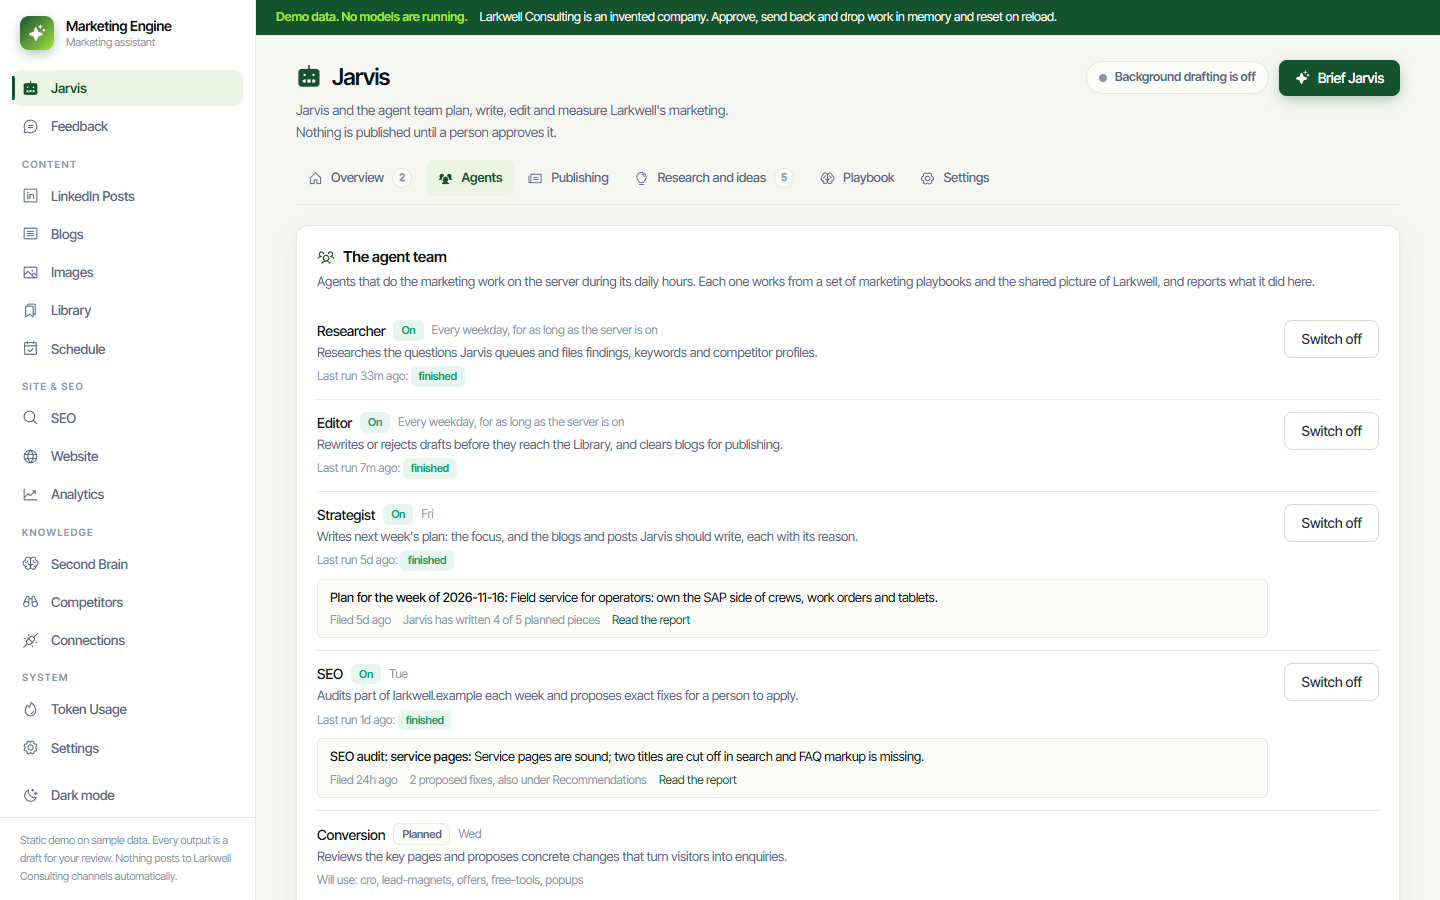 Marketing Engine
Marketing assistant
Jarvis
Feedback
CONTENT
LinkedIn Posts
Blogs
Images
Library
Schedule
SITE & SEO
SEO
Website
Analytics
KNOWLEDGE
Second Brain
Competitors
Connections
SYSTEM
Token Usage
Settings
Dark mode
Static demo on sample data. Every output is a
draft for your review. Nothing posts to Larkwell
Consulting channels automatically.
Demo data. No models are running. Larkwell Consulting is an invented company. Approve, send back and drop work in memory and reset on reload.
Jarvis
Background drafting is off
Brief Jarvis
Jarvis and the agent team plan, write, edit and measure Larkwell's marketing.
Nothing is published until a person approves it.
Overview 2 Agents Publishing Research and ideas 5 Playbook Settings
The agent team
Agents that do the marketing work on the server during its daily hours. Each one works from a set of marketing playbooks and the shared picture of Larkwell, and reports what it did here.
Researcher On Every weekday, for as long as the server is on
Switch off
Researches the questions Jarvis queues and files findings, keywords and competitor profiles.
Last run 33m ago: finished
Editor On Every weekday, for as long as the server is on
Switch off
Rewrites or rejects drafts before they reach the Library, and clears blogs for publishing.
Last run 7m ago: finished
Strategist On Fri
Switch off
Writes next week's plan: the focus, and the blogs and posts Jarvis should write, each with its reason.
Last run 5d ago: finished
Plan for the week of 2026-11-16: Field service for operators: own the SAP side of crews, work orders and tablets.
Filed 5d ago Jarvis has written 4 of 5 planned pieces Read the report
SEO On Tue
Switch off
Audits part of larkwell.example each week and proposes exact fixes for a person to apply.
Last run 1d ago: finished
SEO audit: service pages: Service pages are sound; two titles are cut off in search and FAQ markup is missing.
Filed 24h ago 2 proposed fixes, also under Recommendations Read the report
Conversion Planned Wed
Reviews the key pages and proposes concrete changes that turn visitors into enquiries.
Will use: cro, lead-magnets, offers, free-tools, popups